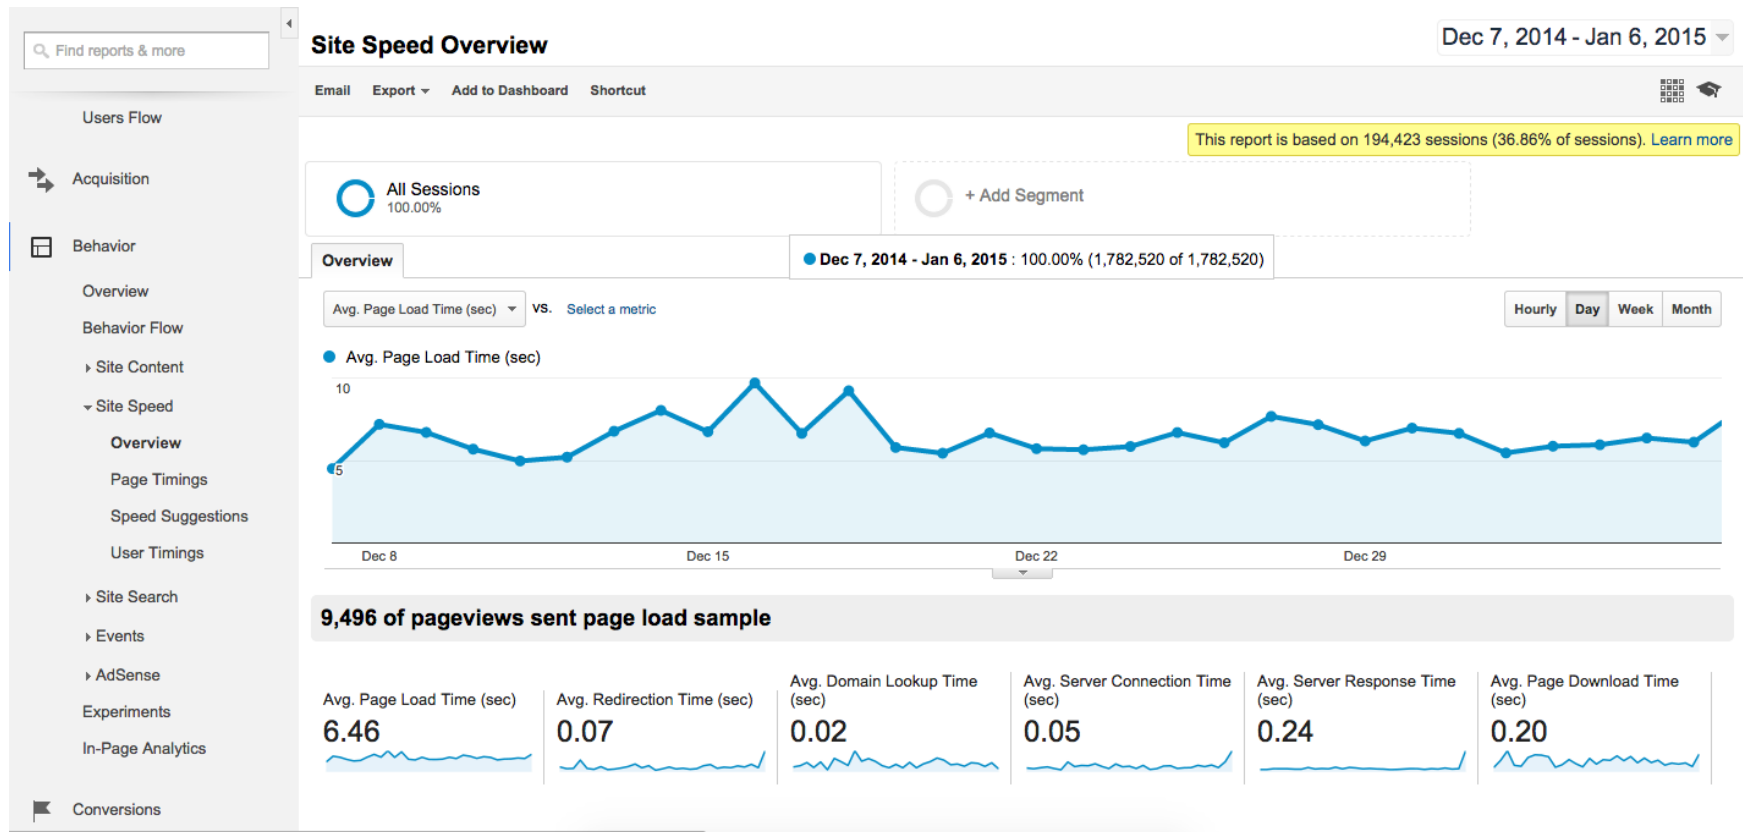 Find reports & more
Users Flow
Acquisition
Behavior
Overview
Behavior Flow
Site Content
Site Speed
Overview
Page Timings
Speed Suggestions
User Timings
Site Search
Events
AdSense
Experiments
In-Page Analytics
Conversions
Site Speed Overview
Dec 7, 2014 - Jan 6, 2015
Email Export Add to Dashboard Shortcut
This report is based on 194,423 sessions (36.86% of sessions). Learn more
All Sessions
100.00%
+ Add Segment
Overview
Dec 7, 2014 - Jan 6, 2015 : 100.00% (1,782,520 of 1,782,520)
Avg. Page Load Time (sec) VS. Select a metric
Hourly Day Week Month
Avg. Page Load Time (sec)
10
5
Dec 8 Dec 15 Dec 22 Dec 29
9,496 of pageviews sent page load sample
Avg. Page Load Time (sec)
6.46
Avg. Redirection Time (sec)
0.07
Avg. Domain Lookup Time
(sec)
0.02
Avg. Server Connection Time
(sec)
0.05
Avg. Server Response Time
(sec)
0.24
Avg. Page Download Time
(sec)
0.20